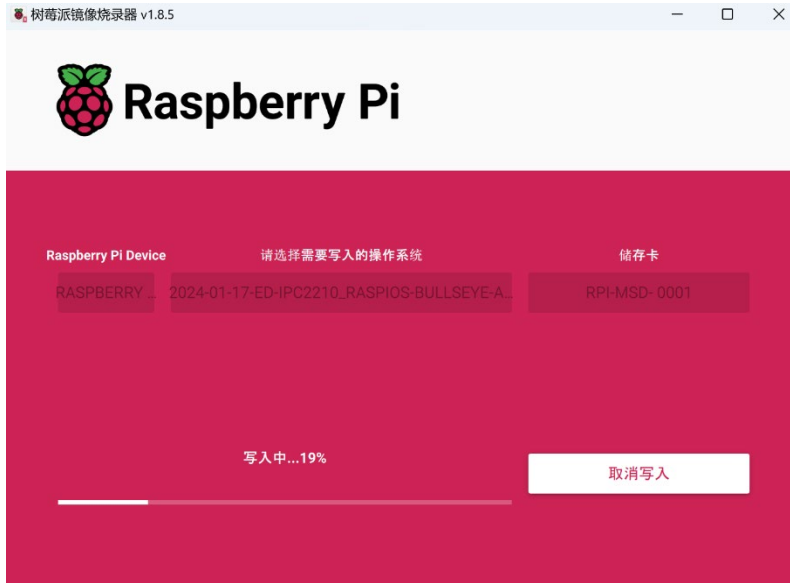 树莓派镜像烧录器 v1.8.5
Raspberry Pi
Raspberry Pi Device 请选择需要写入的操作系统 储存卡
RASPBERRY ... 2024-01-17-ED-IPC2210_RASPIOS-BULLSEYE-A... RPI-MSD- 0001
写入中...19%
取消写入